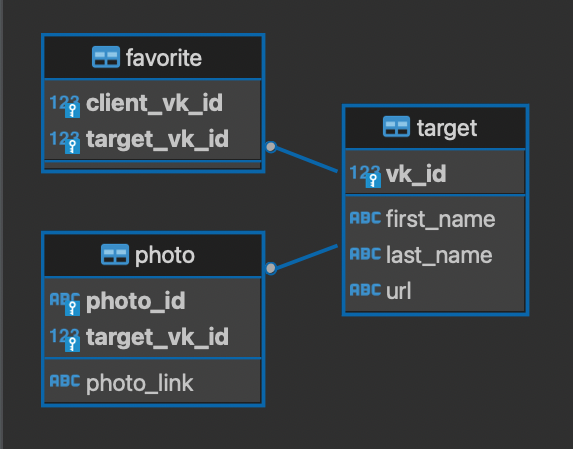 favorite
123 client_vk_id
123 target_vk_id
target
123 vk_id
ABC first_name
ABC last_name
ABC url
photo
ABC photo_id
123 target_vk_id
ABC photo_link